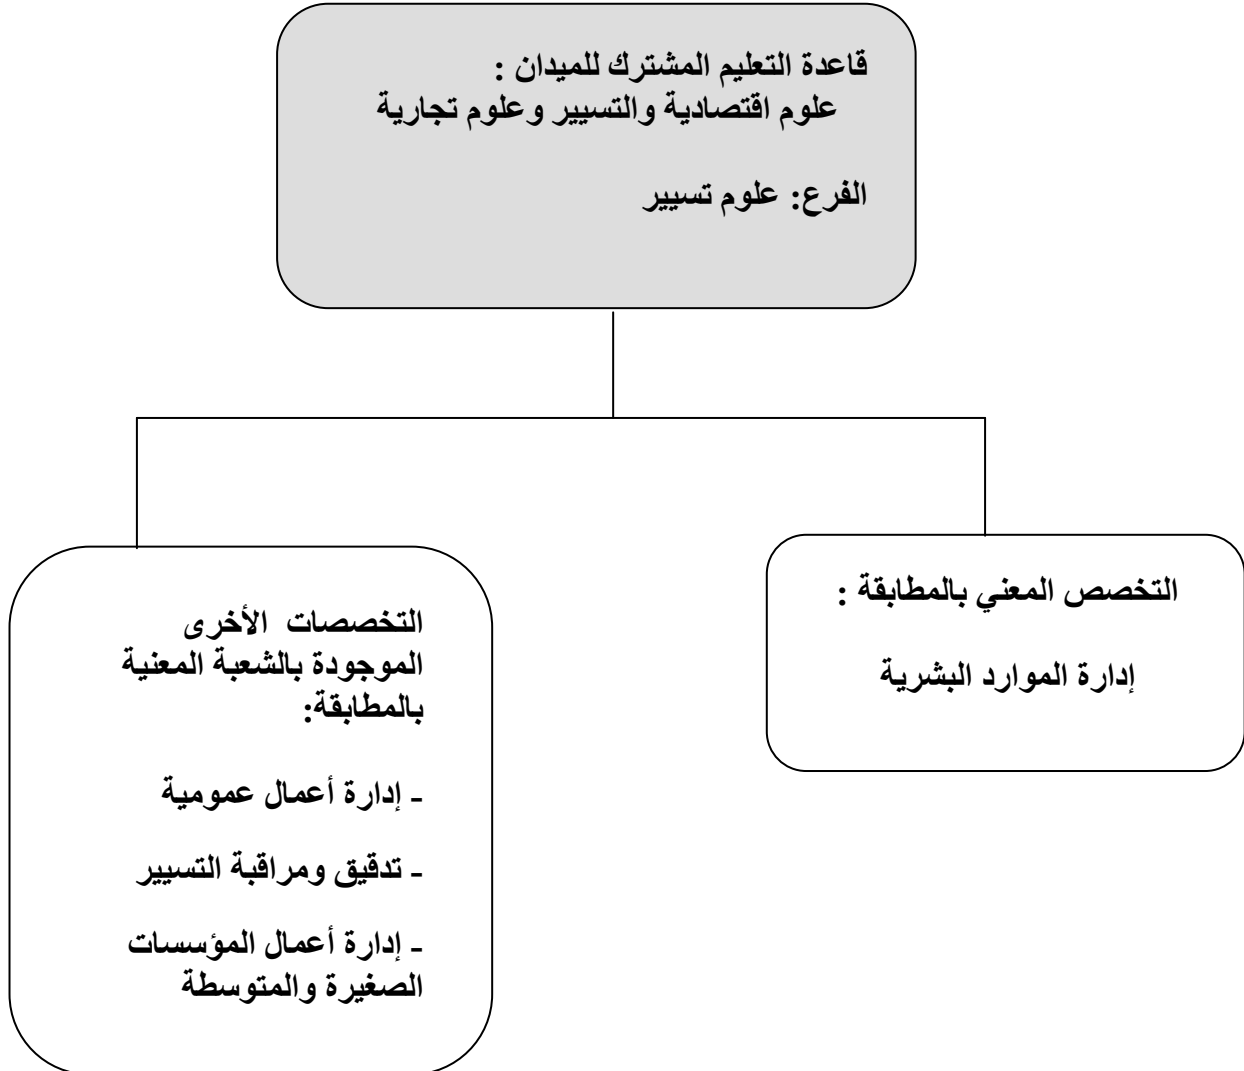 قاعدة التعليم المشترك للميدان :
علوم اقتصادية والتسيير وعلوم تجارية
الفرع: علوم تسيير
التخصص المعني بالمطابقة :
إدارة الموارد البشرية
التخصصات الأخرى
الموجودة بالشعبة المعنية
بالمطابقة:
- إدارة أعمال عمومية
- تدقيق ومراقبة التسيير
- إدارة أعمال المؤسسات
الصغيرة والمتوسطة